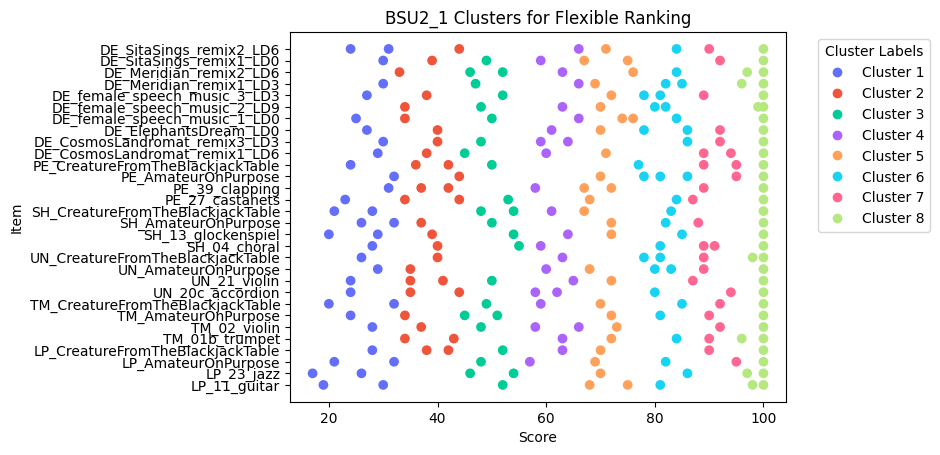 BSU2_1 Clusters for Flexible Ranking
DE_SitaSings_remix2_LD6
DE_SitaSings_remix1_LD0
DE_Meridian_remix2_LD6
DE_Meridian_remix1_LD3
DE_female_speech_music_3_LD3
DE_female_speech_music_2_LD9
DE_female_speech_music_1_LD0
DE_ElephantsDream_LD0
DE_CosmosLandromat_remix3_LD3
DE_CosmosLandromat_remix1_LD6
PE_CreatureFromTheBlackjackTable
PE_AmateurOnPurpose
PE_39_clapping
PE_27_castanets
SH_CreatureFromTheBlackjackTable
SH_AmateurOnPurpose
SH_13_glockenspiel
SH_04_choral
UN_CreatureFromTheBlackjackTable
UN_AmateurOnPurpose
UN_21_violin
UN_20c_accordion
TM_CreatureFromTheBlackjackTable
TM_AmateurOnPurpose
TM_02_violin
TM_01b_trumpet
LP_CreatureFromTheBlackjackTable
LP_AmateurOnPurpose
LP_23_jazz
LP_11_guitar
Item
20 40 60 80 100
Score
Cluster Labels
Cluster 1
Cluster 2
Cluster 3
Cluster 4
Cluster 5
Cluster 6
Cluster 7
Cluster 8